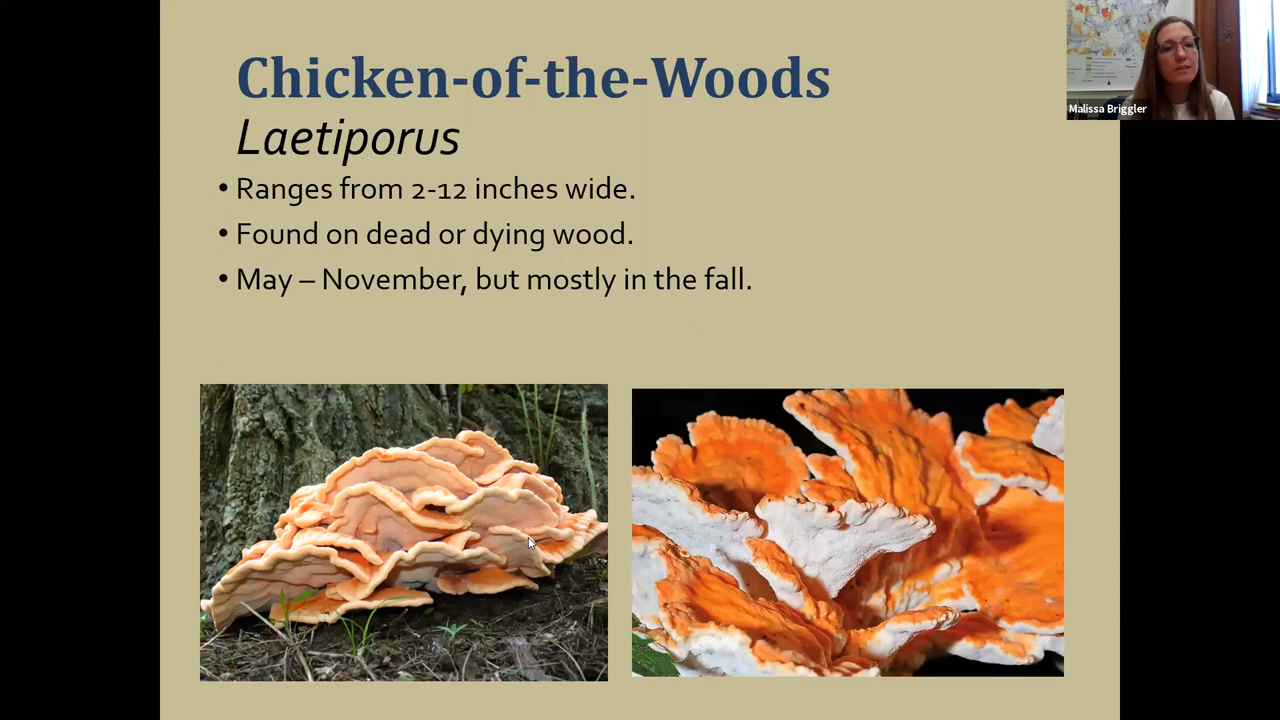 Chicken-of-the-Woods
Laetiporus
• Ranges from 2-12 inches wide.
• Found on dead or dying wood.
• May – November, but mostly in the fall.
Malissa Briggler